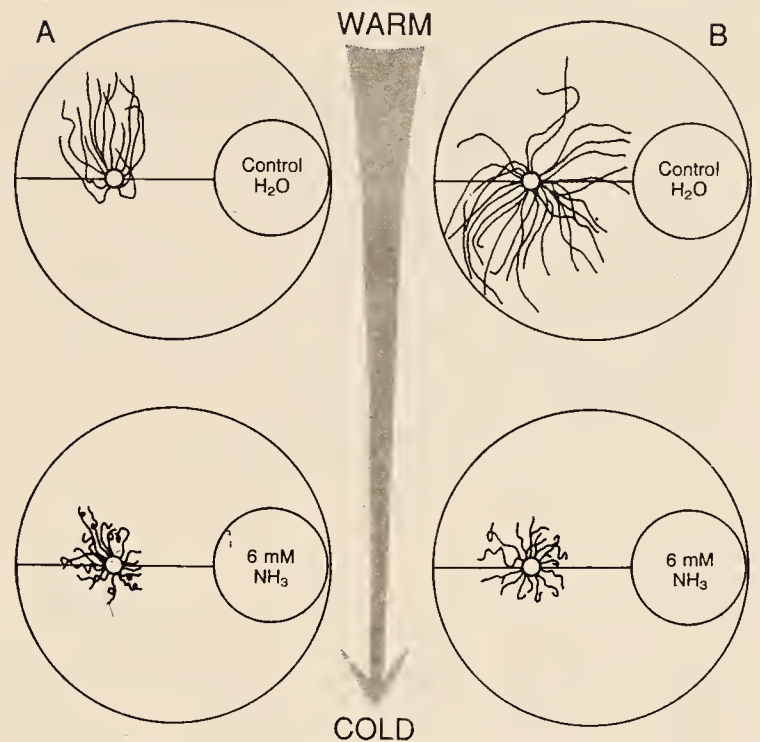 A
WARM
B
Control
H₂O
Control
H₂O
6 mM
NH₃
6 mM
NH₃
COLD